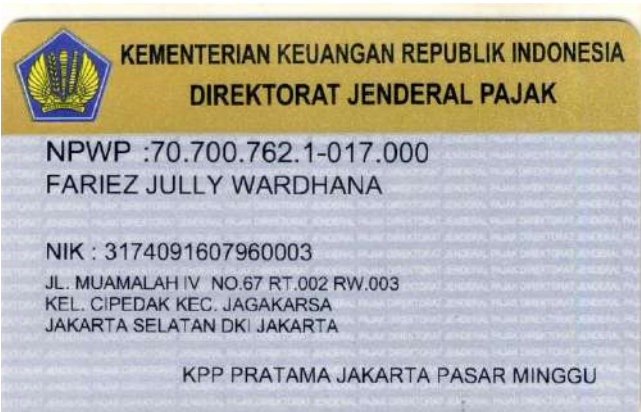 KEMENTERIAN KEUANGAN REPUBLIK INDONESIA
DIREKTORAT JENDERAL PAJAK
NPWP :70.700.762.1-017.000
FARIEZ JULLY WARDHANA
NIK : 3174091607960003
JL. MUAMALAH IV NO.67 RT.002 RW.003
KEL. CIPEDAK KEC. JAGAKARSA
JAKARTA SELATAN DKI JAKARTA
KPP PRATAMA JAKARTA PASAR MINGGU